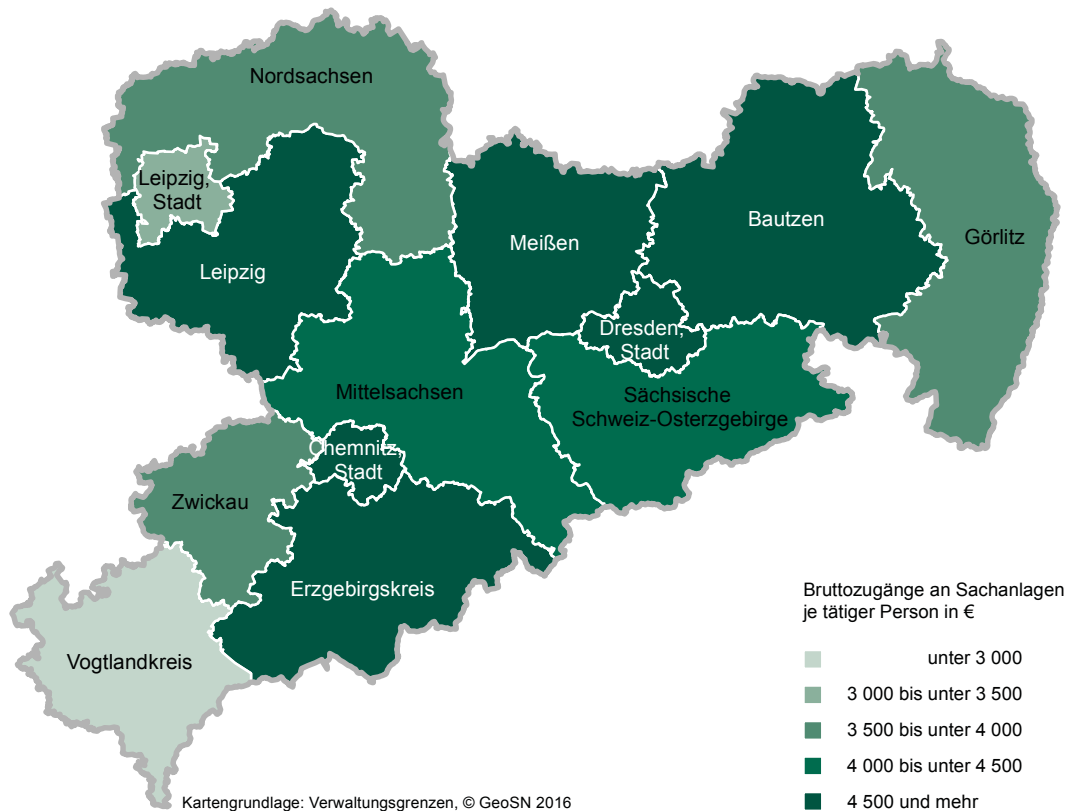 Nordsachsen
Leipzig,
Stadt
Bautzen
Meißen
Görlitz
Leipzig
Dresden,
Stadt
Mittelsachsen
Sächsische
Schweiz-Osterzgebirge
Chemnitz,
Stadt
Zwickau
Erzgebirgskreis
Vogtlandkreis
Bruttozugänge an Sachanlagen
je tätiger Person in €
unter 3 000
3 000 bis unter 3 500
3 500 bis unter 4 000
4 000 bis unter 4 500
4 500 und mehr
Kartengrundlage: Verwaltungsgrenzen, © GeoSN 2016